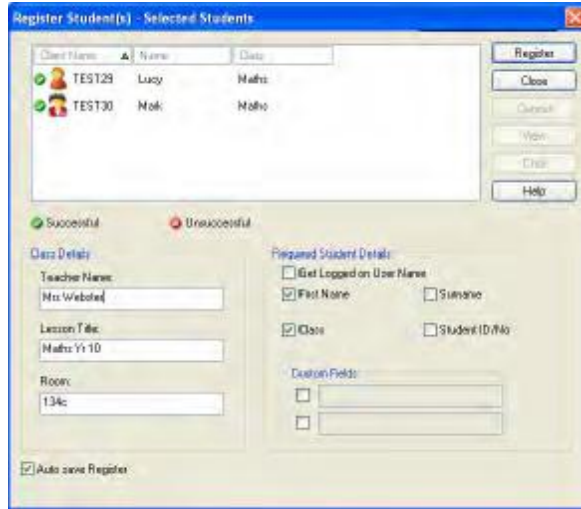 Register Student(s) - Selected Students
Client Name Name Class
TEST29 Lucy Maths
TEST30 Mark Maths
Register
Close
View
Clear
Help
Successful Unsuccessful
Class Details
Teacher Name:
Mrs Webster
Lesson Title:
Maths Yr 10
Room:
134c
Auto save Register
Required Student Details
Get Logged on User Name
First Name Surname
Class Student ID/No
Custom Fields